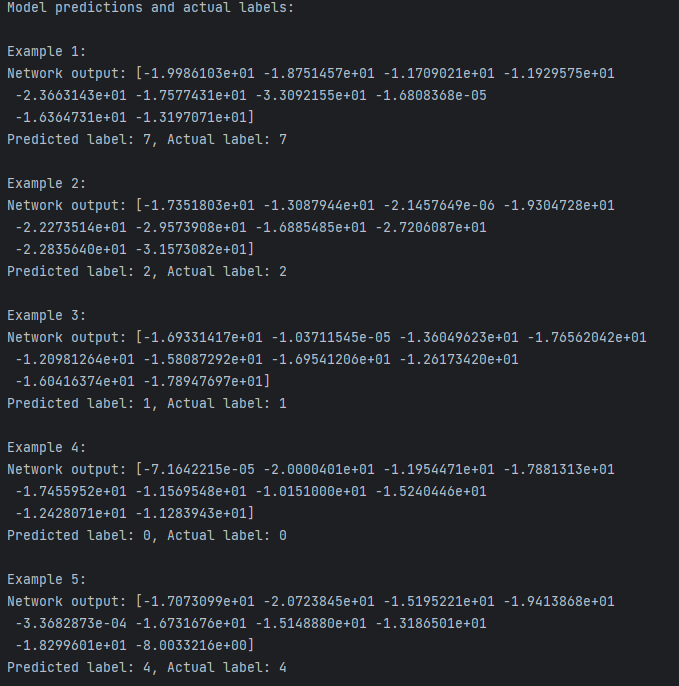 Model predictions and actual labels:
Example 1:
Network output: [-1.9986103e+01 -1.8751457e+01 -1.1709021e+01 -1.1929575e+01
-2.3663143e+01 -1.7577431e+01 -3.3092155e+01 -1.6808368e-05
-1.6364731e+01 -1.3197071e+01]
Predicted label: 7, Actual label: 7
Example 2:
Network output: [-1.7351803e+01 -1.3087944e+01 -2.1457649e-06 -1.9304728e+01
-2.2273514e+01 -2.9573908e+01 -1.6885485e+01 -2.7206087e+01
-2.2835640e+01 -3.1573082e+01]
Predicted label: 2, Actual label: 2
Example 3:
Network output: [-1.69331417e+01 -1.03711545e-05 -1.36049623e+01 -1.76562042e+01
-1.20981264e+01 -1.58087292e+01 -1.69541206e+01 -1.26173420e+01
-1.60416374e+01 -1.78947697e+01]
Predicted label: 1, Actual label: 1
Example 4:
Network output: [-7.1642215e-05 -2.0000401e+01 -1.1954471e+01 -1.7881313e+01
-1.7455952e+01 -1.1569548e+01 -1.0151000e+01 -1.5240446e+01
-1.2428071e+01 -1.1283943e+01]
Predicted label: 0, Actual label: 0
Example 5:
Network output: [-1.7073099e+01 -2.0723845e+01 -1.5195221e+01 -1.9413868e+01
-3.3682873e-04 -1.6731676e+01 -1.5148880e+01 -1.3186501e+01
-1.8299601e+01 -8.0033216e+00]
Predicted label: 4, Actual label: 4